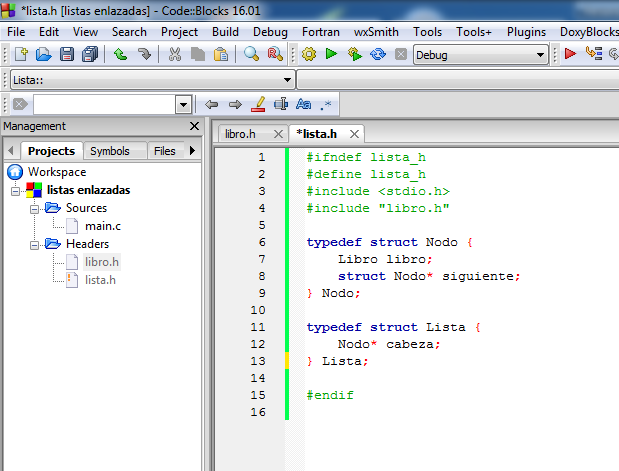 *lista.h [listas enlazadas] - Code::Blocks 16.01
File Edit View Search Project Build Debug Fortran wxSmith Tools Tools+ Plugins DoxyBlocks
Debug
Lista::
Aa .*
Management
Projects Symbols Files
Workspace
listas enlazadas
Sources
main.c
Headers
libro.h
lista.h
libro.h *lista.h
1 #ifndef lista_h
2 #define lista_h
3 #include <stdio.h>
4 #include "libro.h"
5
6 typedef struct Nodo {
7 Libro libro;
8 struct Nodo* siguiente;
9 } Nodo;
10
11 typedef struct Lista {
12 Nodo* cabeza;
13 } Lista;
14
15 #endif
16